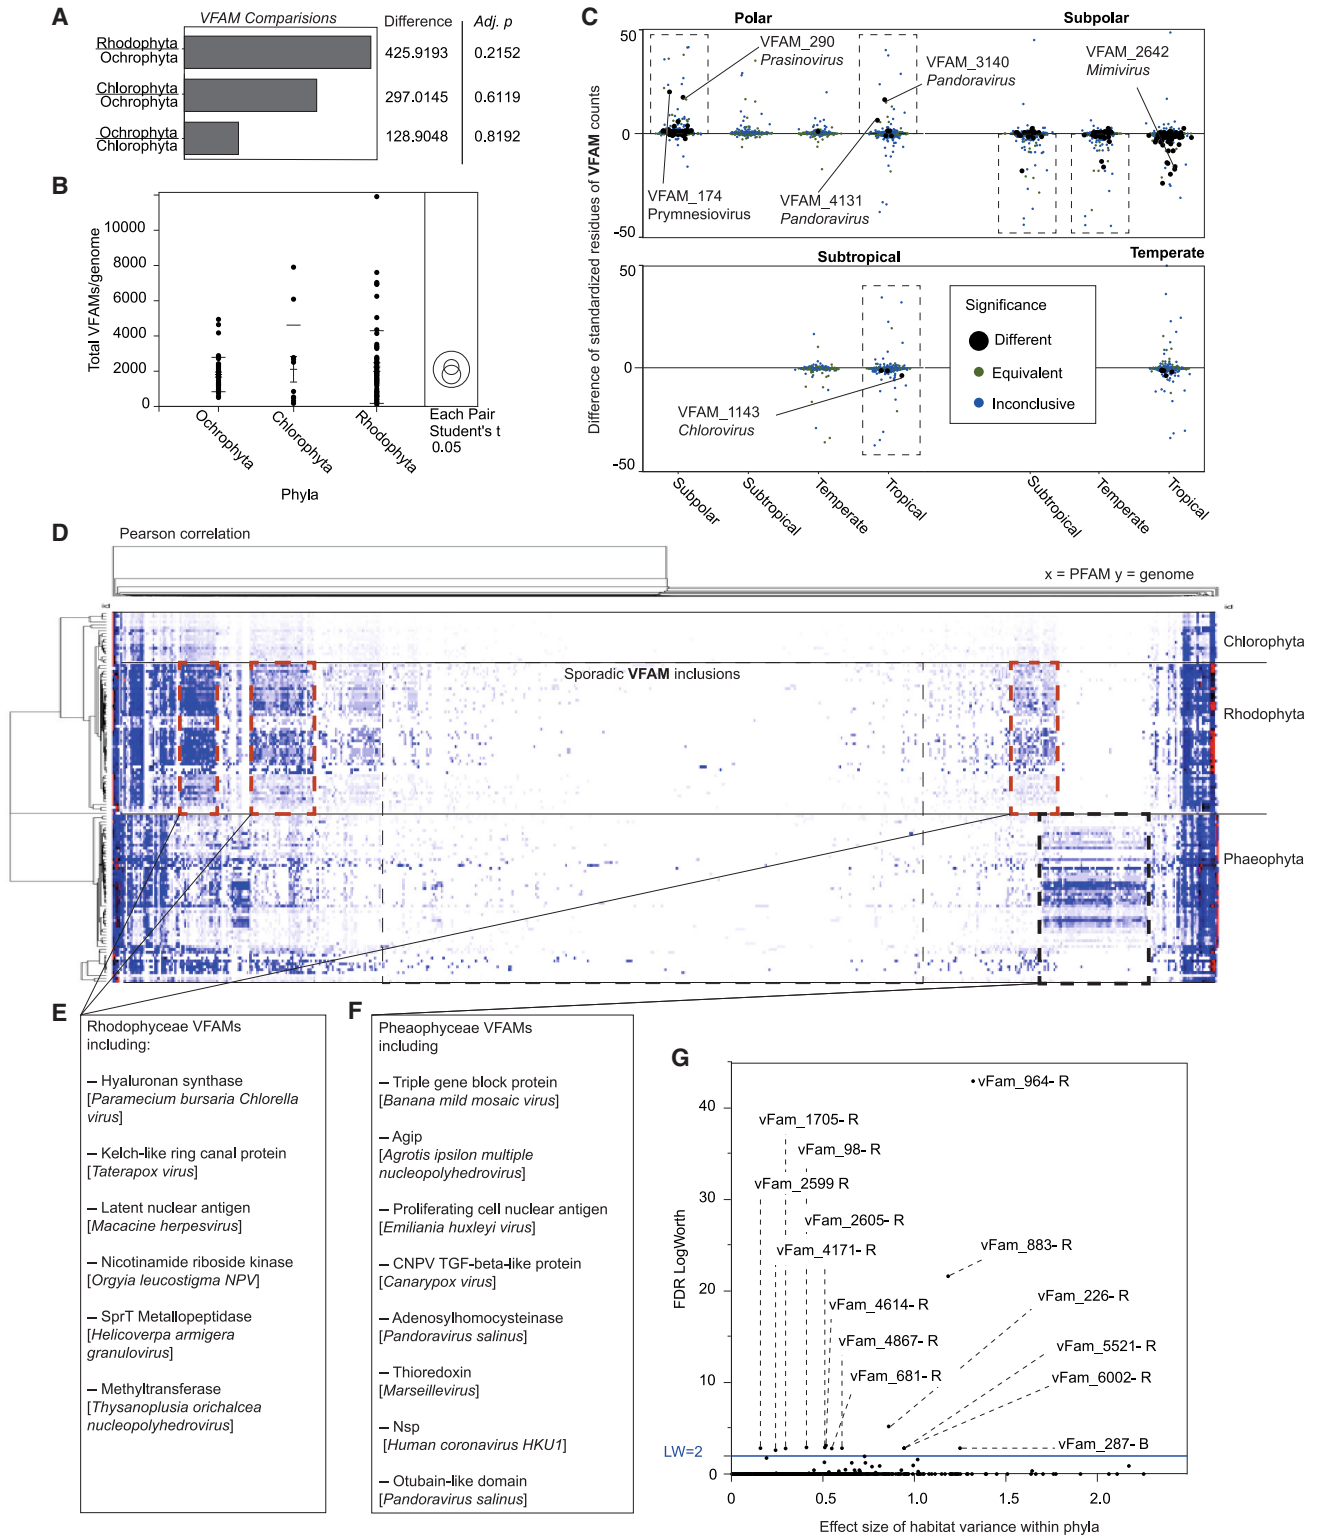 A
VFAM Comparisions
Difference
Adj. p
Rhodophyta
Ochrophyta
425.9193
0.2152
Chlorophyta
Ochrophyta
297.0145
0.6119
Ochrophyta
Chlorophyta
128.9048
0.8192
B
Total VFAMs/genome
10000
8000
6000
4000
2000
0
Ochrophyta
Chlorophyta
Rhodophyta
Phyla
Each Pair
Student's t
0.05
C
Polar
Subpolar
Difference of standardized residues of VFAM counts
50
0
-50
VFAM_290
Prasinovirus
VFAM_3140
Pandoravirus
VFAM_2642
Mimivirus
VFAM_174
Prymnesiovirus
VFAM_4131
Pandoravirus
Subtropical
Temperate
50
0
-50
VFAM_1143
Chlorovirus
Significance
Different
Equivalent
Inconclusive
Subpolar
Subtropical
Temperate
Tropical
Subtropical
Temperate
Tropical
D
Pearson correlation
x = PFAM y = genome
Sporadic VFAM inclusions
Chlorophyta
Rhodophyta
Phaeophyta
E
Rhodophyceae VFAMs
including:
– Hyaluronan synthase
[Paramecium bursaria Chlorella
virus]
– Kelch-like ring canal protein
[Taterapox virus]
– Latent nuclear antigen
[Macacine herpesvirus]
– Nicotinamide riboside kinase
[Orgyia leucostigma NPV]
– SprT Metallopeptidase
[Helicoverpa armigera
granulovirus]
– Methyltransferase
[Thysanoplusia orichalcea
nucleopolyhedrovirus]
F
Pheaophyceae VFAMs
including
– Triple gene block protein
[Banana mild mosaic virus]
– Agip
[Agrotis ipsilon multiple
nucleopolyhedrovirus]
– Proliferating cell nuclear antigen
[Emiliania huxleyi virus]
– CNPV TGF-beta-like protein
[Canarypox virus]
– Adenosylhomocysteinase
[Pandoravirus salinus]
– Thioredoxin
[Marseillevirus]
– Nsp
[Human coronavirus HKU1]
– Otubain-like domain
[Pandoravirus salinus]
G
FDR LogWorth
40
30
20
10
0
LW=2
vFam_964- R
vFam_1705- R
vFam_98- R
vFam_2599 R
vFam_2605- R
vFam_4171- R
vFam_883- R
vFam_4614- R
vFam_226- R
vFam_4867- R
vFam_5521- R
vFam_681- R
vFam_6002- R
vFam_287- B
0
0.5
1.0
1.5
2.0
Effect size of habitat variance within phyla